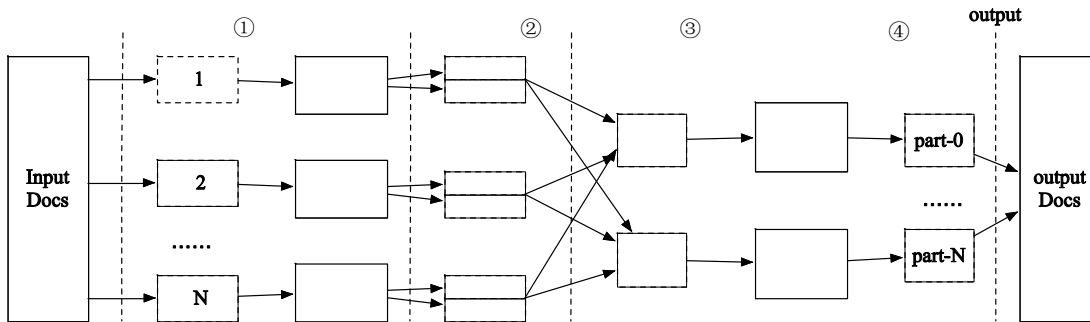 ① ② ③ ④ output
1
2
......
N
Input
Docs
part-0
......
part-N
output
Docs